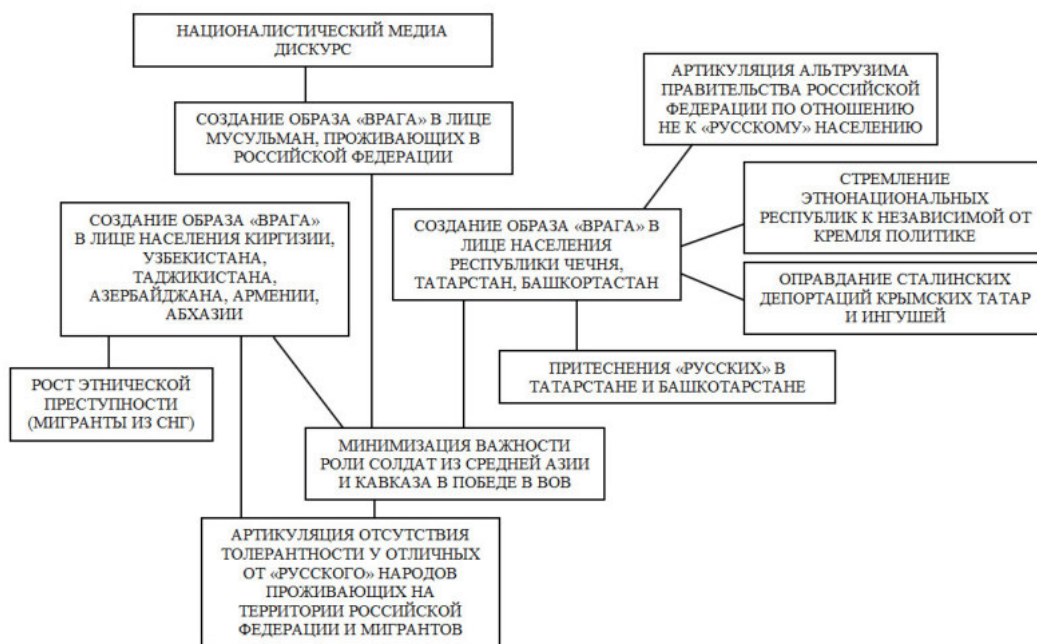 НАЦИОНАЛИСТИЧЕСКИЙ МЕДИА
ДИСКУРС
АРТИКУЛЯЦИЯ АЛЬТРУЗИМА
ПРАВИТЕЛЬСТВА РОССИЙСКОЙ
ФЕДЕРАЦИИ ПО ОТНОШЕНИЮ
НЕ К «РУССКОМУ» НАСЕЛЕНИЮ
СОЗДАНИЕ ОБРАЗА «ВРАГА» В ЛИЦЕ
МУСУЛЬМАН, ПРОЖИВАЮЩИХ В
РОССИЙСКОЙ ФЕДЕРАЦИИ
СТРЕМЛЕНИЕ
ЭТНОНАЦИОНАЛЬНЫХ
РЕСПУБЛИК К НЕЗАВИСИМОЙ ОТ
КРЕМЛЯ ПОЛИТИКЕ
СОЗДАНИЕ ОБРАЗА «ВРАГА»
В ЛИЦЕ НАСЕЛЕНИЯ КИРГИЗИИ,
УЗБЕКИСТАНА,
ТАДЖИКИСТАНА,
АЗЕРБАЙДЖАНА, АРМЕНИИ,
АБХАЗИИ
СОЗДАНИЕ ОБРАЗА «ВРАГА» В
ЛИЦЕ НАСЕЛЕНИЯ
РЕСПУБЛИКИ ЧЕЧНЯ,
ТАТАРСТАН, БАШКОРТАСТАН
ОПРАВДАНИЕ СТАЛИНСКИХ
ДЕПОРТАЦИЙ КРЫМСКИХ ТАТАР
И ИНГУШЕЙ
ПРИТЕСНЕНИЯ «РУССКИХ» В
ТАТАРСТАНЕ И БАШКОТАРСТАНЕ
РОСТ ЭТНИЧЕСКОЙ
ПРЕСТУПНОСТИ
(МИГРАНТЫ ИЗ СНГ)
МИНИМИЗАЦИЯ ВАЖНОСТИ
РОЛИ СОЛДАТ ИЗ СРЕДНЕЙ АЗИИ
И КАВКАЗА В ПОБЕДЕ В ВОВ
АРТИКУЛЯЦИЯ ОТСУТСТВИЯ
ТОЛЕРАНТНОСТИ У ОТЛИЧНЫХ
ОТ «РУССКОГО» НАРОДОВ
ПРОЖИВАЮЩИХ НА
ТЕРРИТОРИИ РОССИЙСКОЙ
ФЕДЕРАЦИИ И МИГРАНТОВ